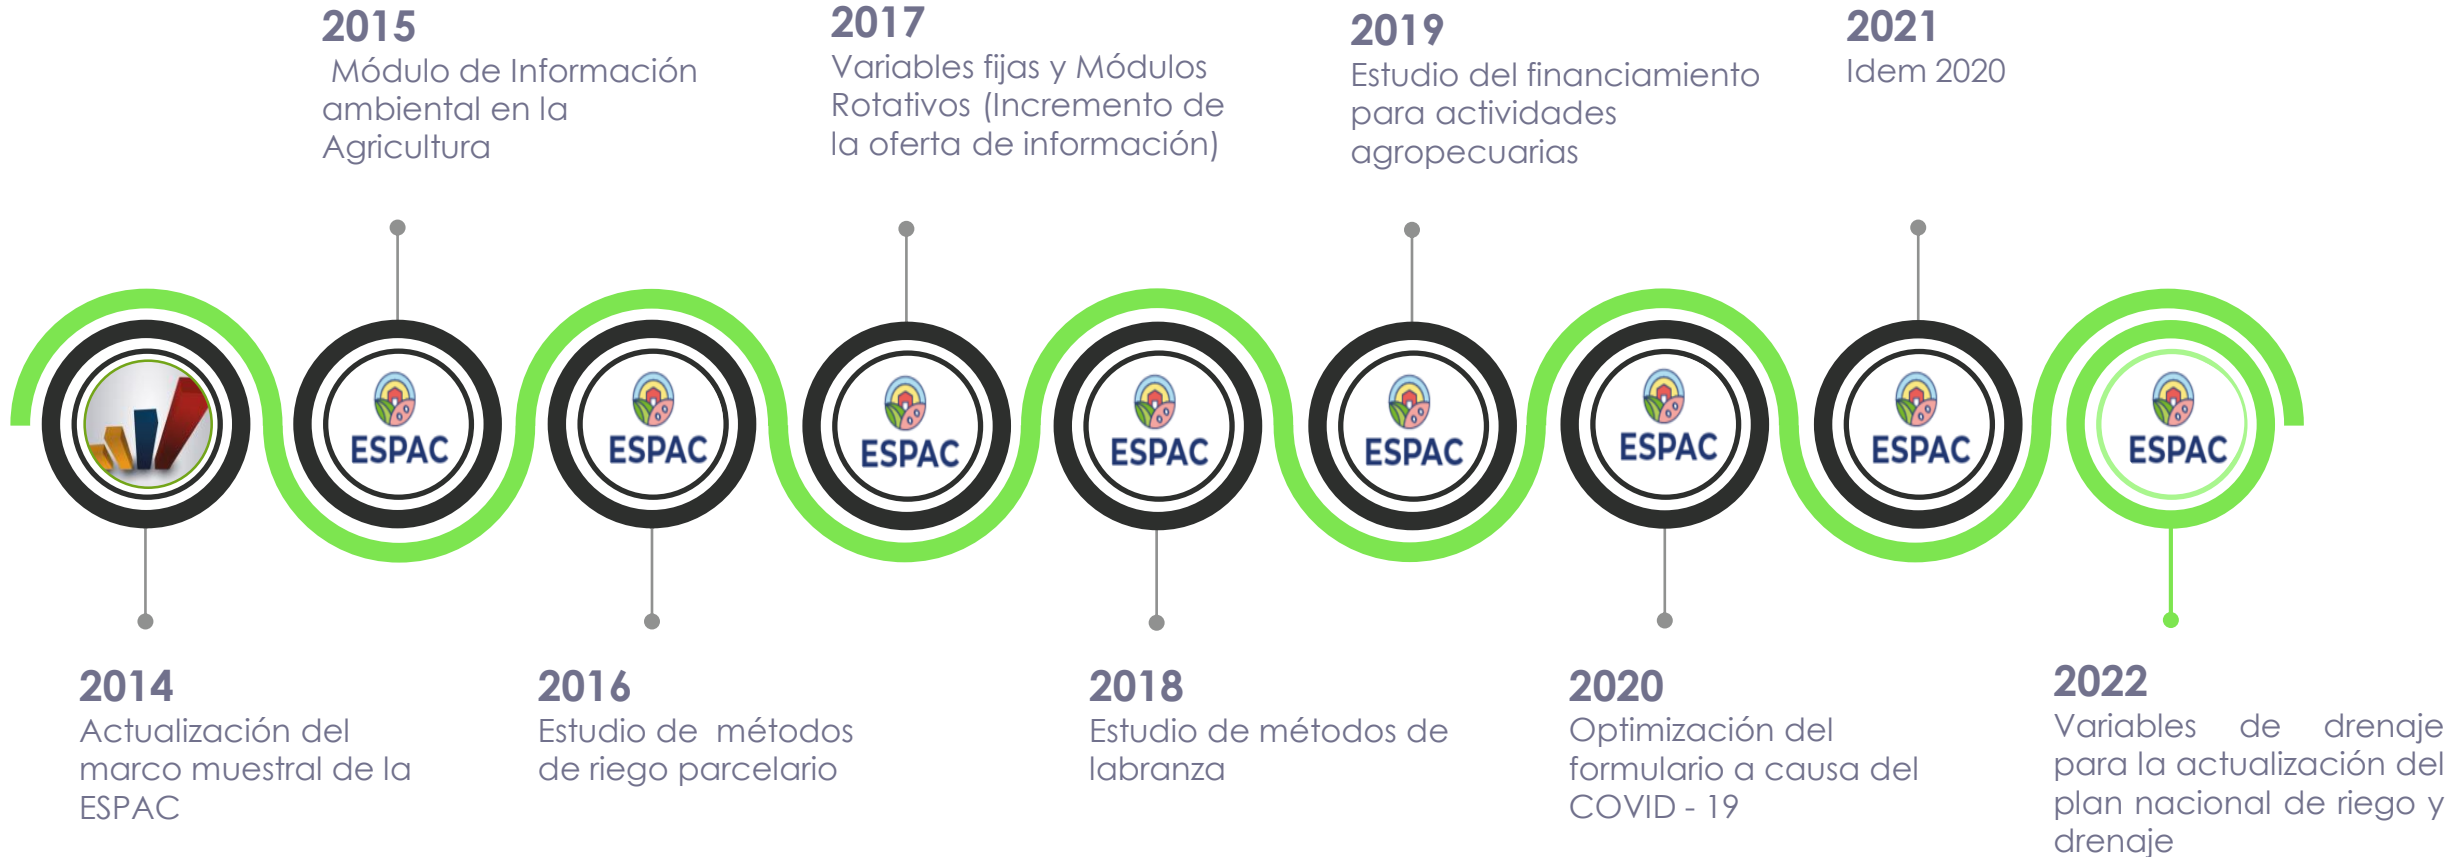 2015
Módulo de Información
ambiental en la
Agricultura
2017
Variables fijas y Módulos
Rotativos (Incremento de
la oferta de información)
2019
Estudio del financiamiento
para actividades
agropecuarias
2021
Idem 2020
ESPAC
ESPAC
ESPAC
ESPAC
ESPAC
ESPAC
ESPAC
ESPAC
2014
Actualización del
marco muestral de la
ESPAC
2016
Estudio de métodos
de riego parcelario
2018
Estudio de métodos de
labranza
2020
Optimización del
formulario a causa del
COVID - 19
2022
Variables de drenaje
para la actualización del
plan nacional de riego y
drenaje